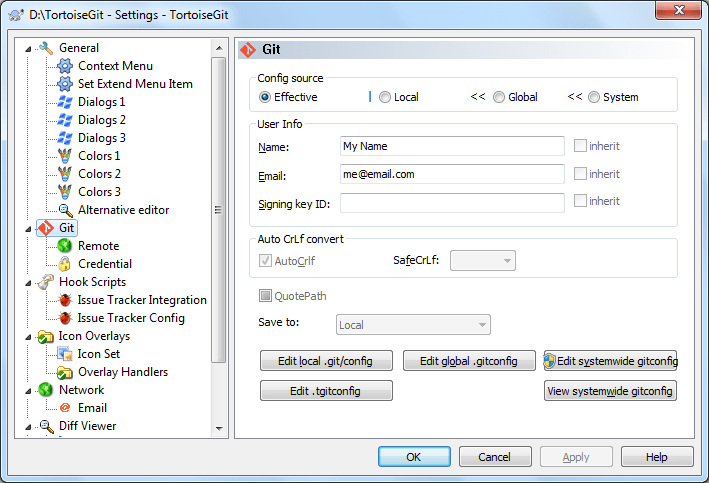 D:\TortoiseGit - Settings - TortoiseGit
General
Context Menu
Set Extend Menu Item
Dialogs 1
Dialogs 2
Dialogs 3
Colors 1
Colors 2
Colors 3
Alternative editor
Git
Remote
Credential
Hook Scripts
Issue Tracker Integration
Issue Tracker Config
Icon Overlays
Icon Set
Overlay Handlers
Network
Email
Diff Viewer
Git
Config source
Effective | Local << Global << System
User Info
Name: My Name inherit
Email: me@email.com inherit
Signing key ID: inherit
Auto CrLf convert
AutoCrlf SafeCrLf:
QuotePath
Save to: Local
Edit local .git/config Edit global .gitconfig Edit systemwide gitconfig
Edit .tgitconfig View systemwide gitconfig
OK Cancel Apply Help